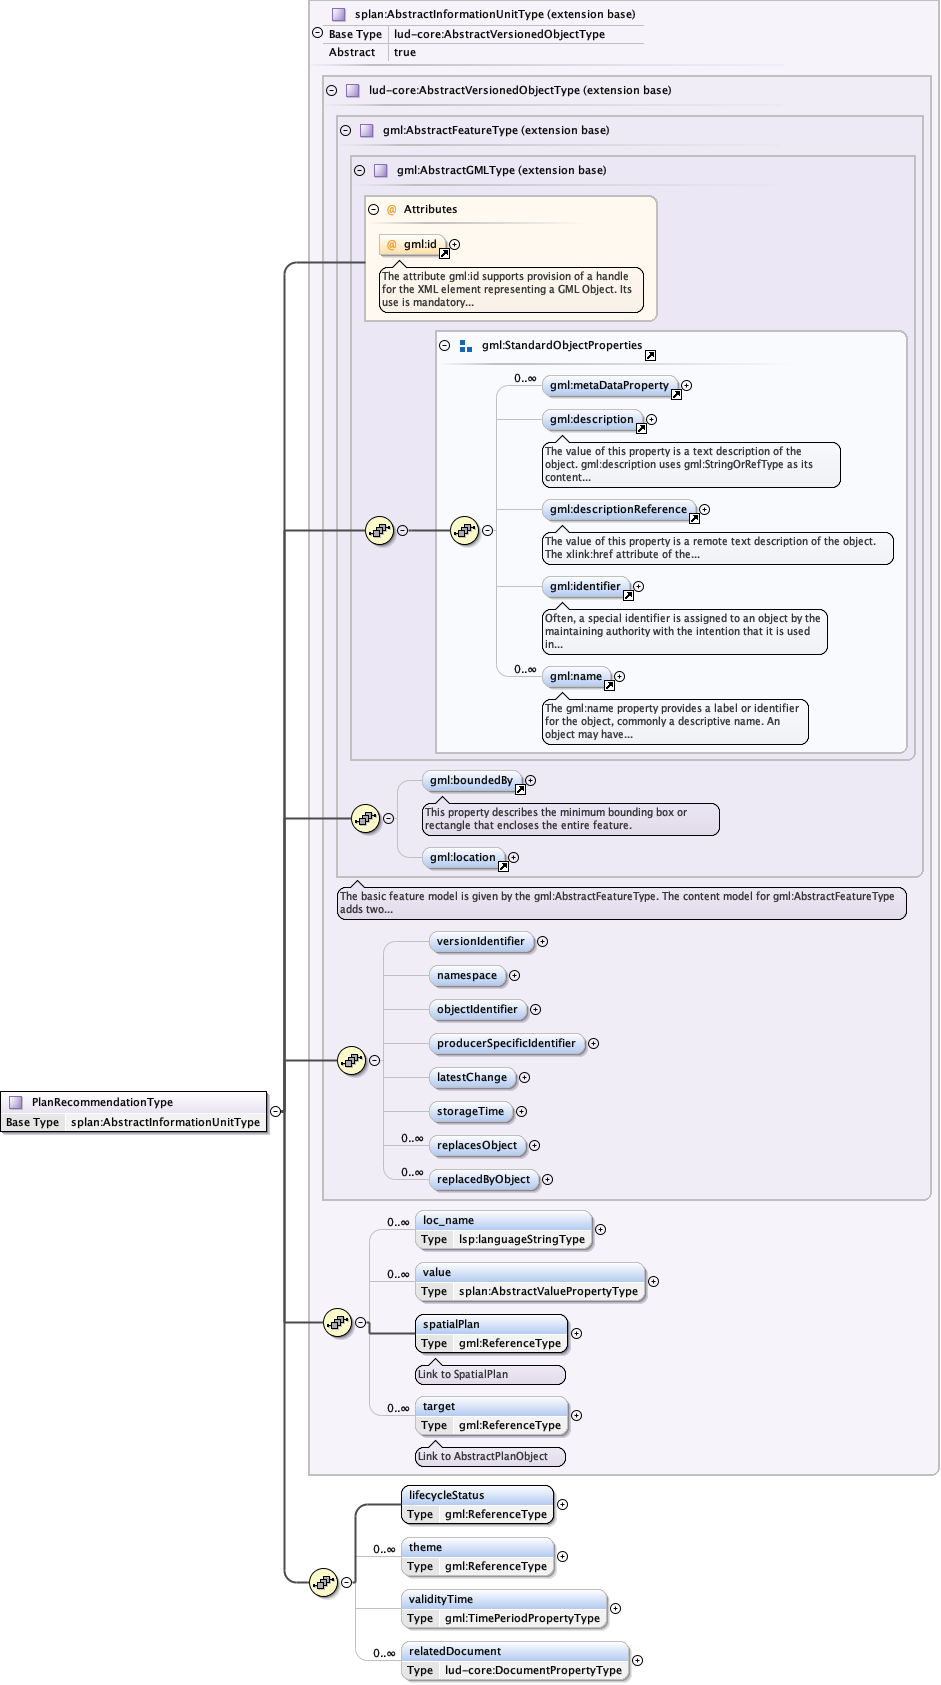 splan:AbstractInformationUnitType (extension base)
Base Type lud-core:AbstractVersionedObjectType
Abstract true
lud-core:AbstractVersionedObjectType (extension base)
gml:AbstractFeatureType (extension base)
gml:AbstractGMLType (extension base)
@ Attributes
@ gml:id
The attribute gml:id supports provision of a handle
for the XML element representing a GML Object. Its
use is mandatory...
gml:StandardObjectProperties
0..∞
gml:metaDataProperty
gml:description
The value of this property is a text description of the
object. gml:description uses gml:StringOrRefType as its
content...
gml:descriptionReference
The value of this property is a remote text description of the object.
The xlink:href attribute of the...
gml:identifier
Often, a special identifier is assigned to an object by the
maintaining authority with the intention that it is used
in...
0..∞
gml:name
The gml:name property provides a label or identifier
for the object, commonly a descriptive name. An
object may have...
gml:boundedBy
This property describes the minimum bounding box or
rectangle that encloses the entire feature.
gml:location
The basic feature model is given by the gml:AbstractFeatureType. The content model for gml:AbstractFeatureType
adds two...
versionIdentifier
namespace
objectIdentifier
producerSpecificIdentifier
latestChange
storageTime
0..∞
replacesObject
0..∞
replacedByObject
PlanRecommendationType
Base Type splan:AbstractInformationUnitType
0..∞
loc_name
Type lsp:languageStringType
0..∞
value
Type splan:AbstractValuePropertyType
spatialPlan
Type gml:ReferenceType
Link to SpatialPlan
0..∞
target
Type gml:ReferenceType
Link to AbstractPlanObject
lifecycleStatus
Type gml:ReferenceType
0..∞
theme
Type gml:ReferenceType
validityTime
Type gml:TimePeriodPropertyType
0..∞
relatedDocument
Type lud-core:DocumentPropertyType